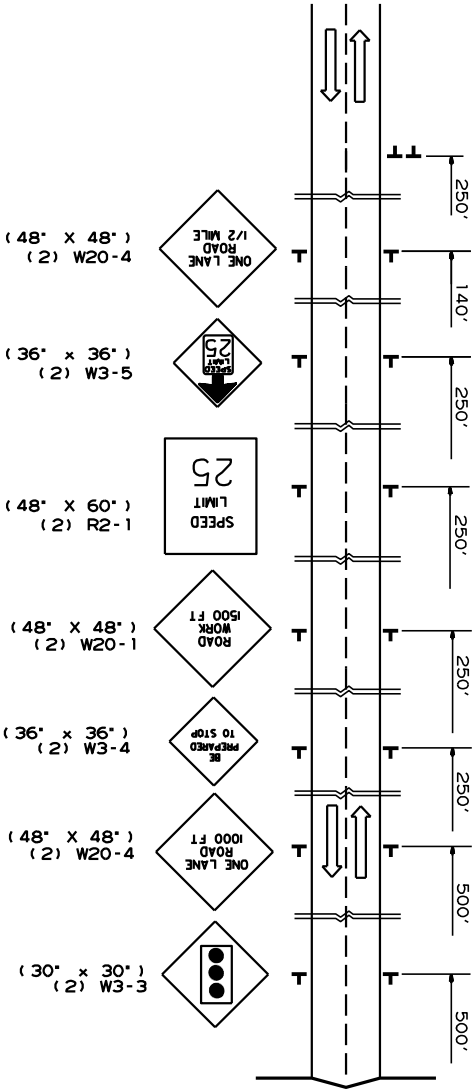 250'
ONE LANE
ROAD
1/2 MILE
(48" X 48")
(2) W20-4
140'
SPEED
LIMIT
25
(36" x 36")
(2) W3-5
250'
SPEED
LIMIT
25
(48" X 60")
(2) R2-1
250'
ROAD
WORK
1500 FT
(48" X 48")
(2) W20-1
250'
BE
PREPARED
TO STOP
(36" x 36")
(2) W3-4
250'
ONE LANE
ROAD
1000 FT
(48" X 48")
(2) W20-4
500'
(30" x 30")
(2) W3-3
500'